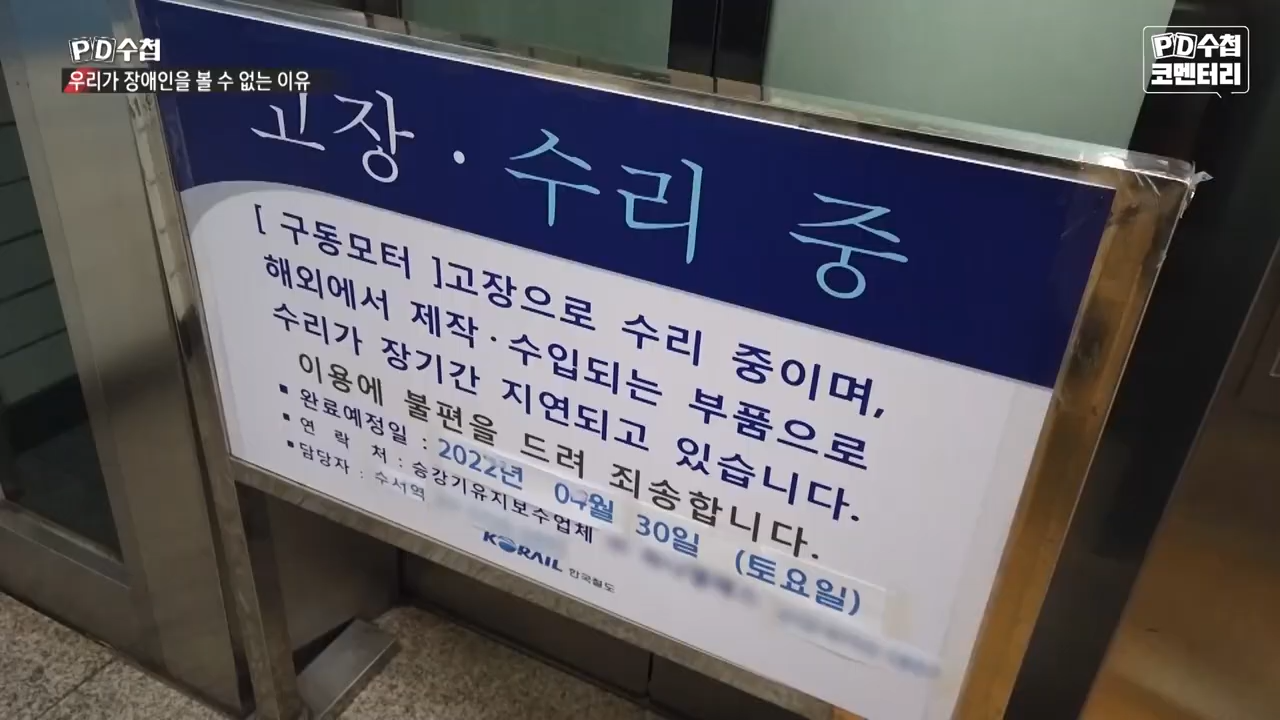 PD수첩
우리가 장애인을 볼 수 없는 이유
PD수첩
코멘터리
고장 · 수리 중
[ 구동모터 ]고장으로 수리 중이며,
해외에서 제작·수입되는 부품으로
수리가 장기간 지연되고 있습니다.
이용에 불편을 드려 죄송합니다.
▪ 완료예정일 : 2022년 04월 30일 (토요일)
▪ 연 락 처 : 승강기유지보수업체
▪ 담당자 : 수서역
KORAIL 한국철도